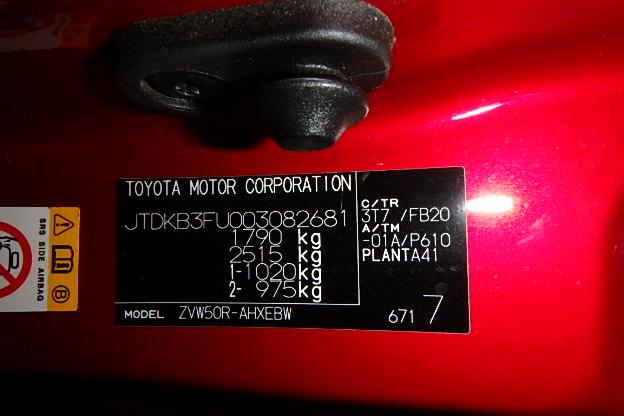 TOYOTA MOTOR CORPORATION
JTDKB3FU003082681
1790 kg
2515 kg
1-1020kg
2- 975kg
C/TR
3T7 /FB20
A/TM
-01A/P610
PLANTA41
MODEL ZVW50R-AHXEBW
671 7
SRS SIDE AIRBAG
B